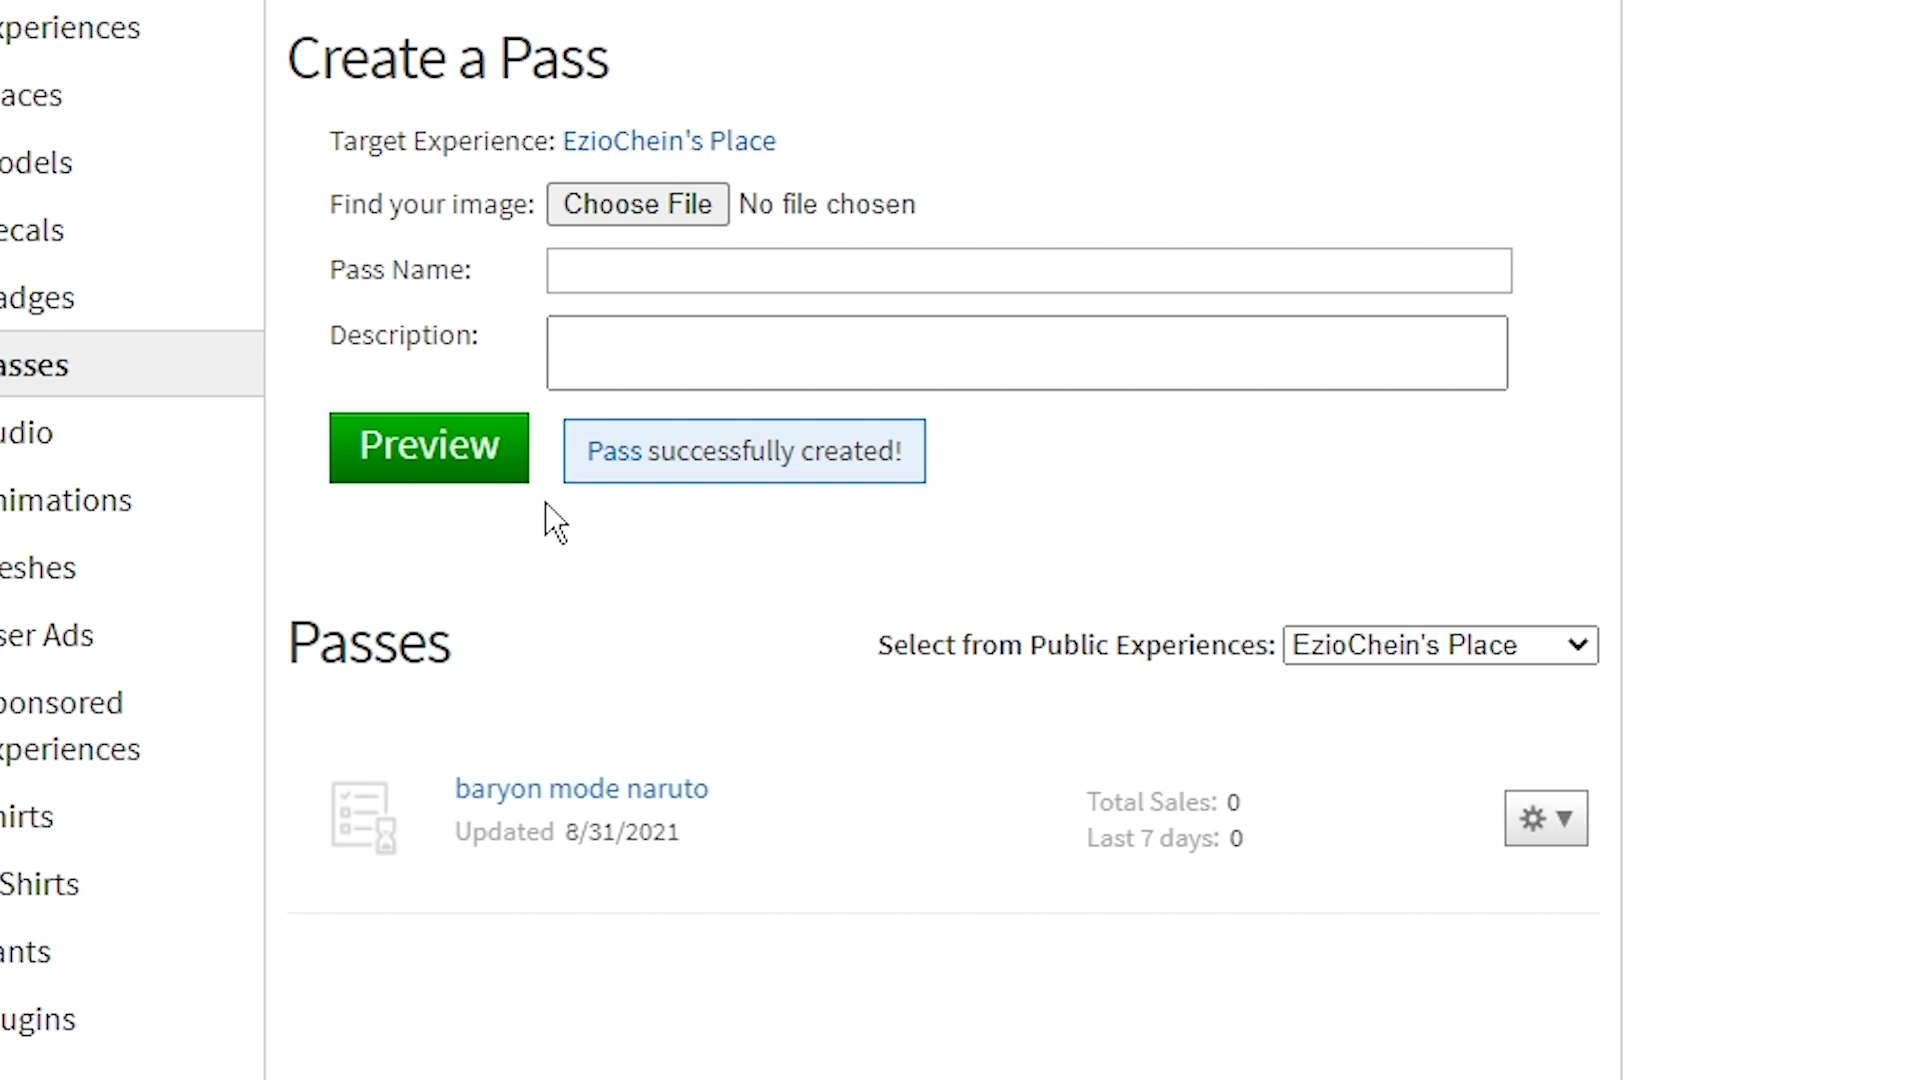 xperiences
aces
odels
ecals
adges
asses
udio
nimations
eshes
ser Ads
ponsored
xperiences
hirts
Shirts
ants
ugins
Create a Pass
Target Experience: EzioChein's Place
Find your image: Choose File No file chosen
Pass Name:
Description:
Preview
Pass successfully created!
Passes
Select from Public Experiences: EzioChein's Place
baryon mode naruto
Updated 8/31/2021
Total Sales: 0
Last 7 days: 0